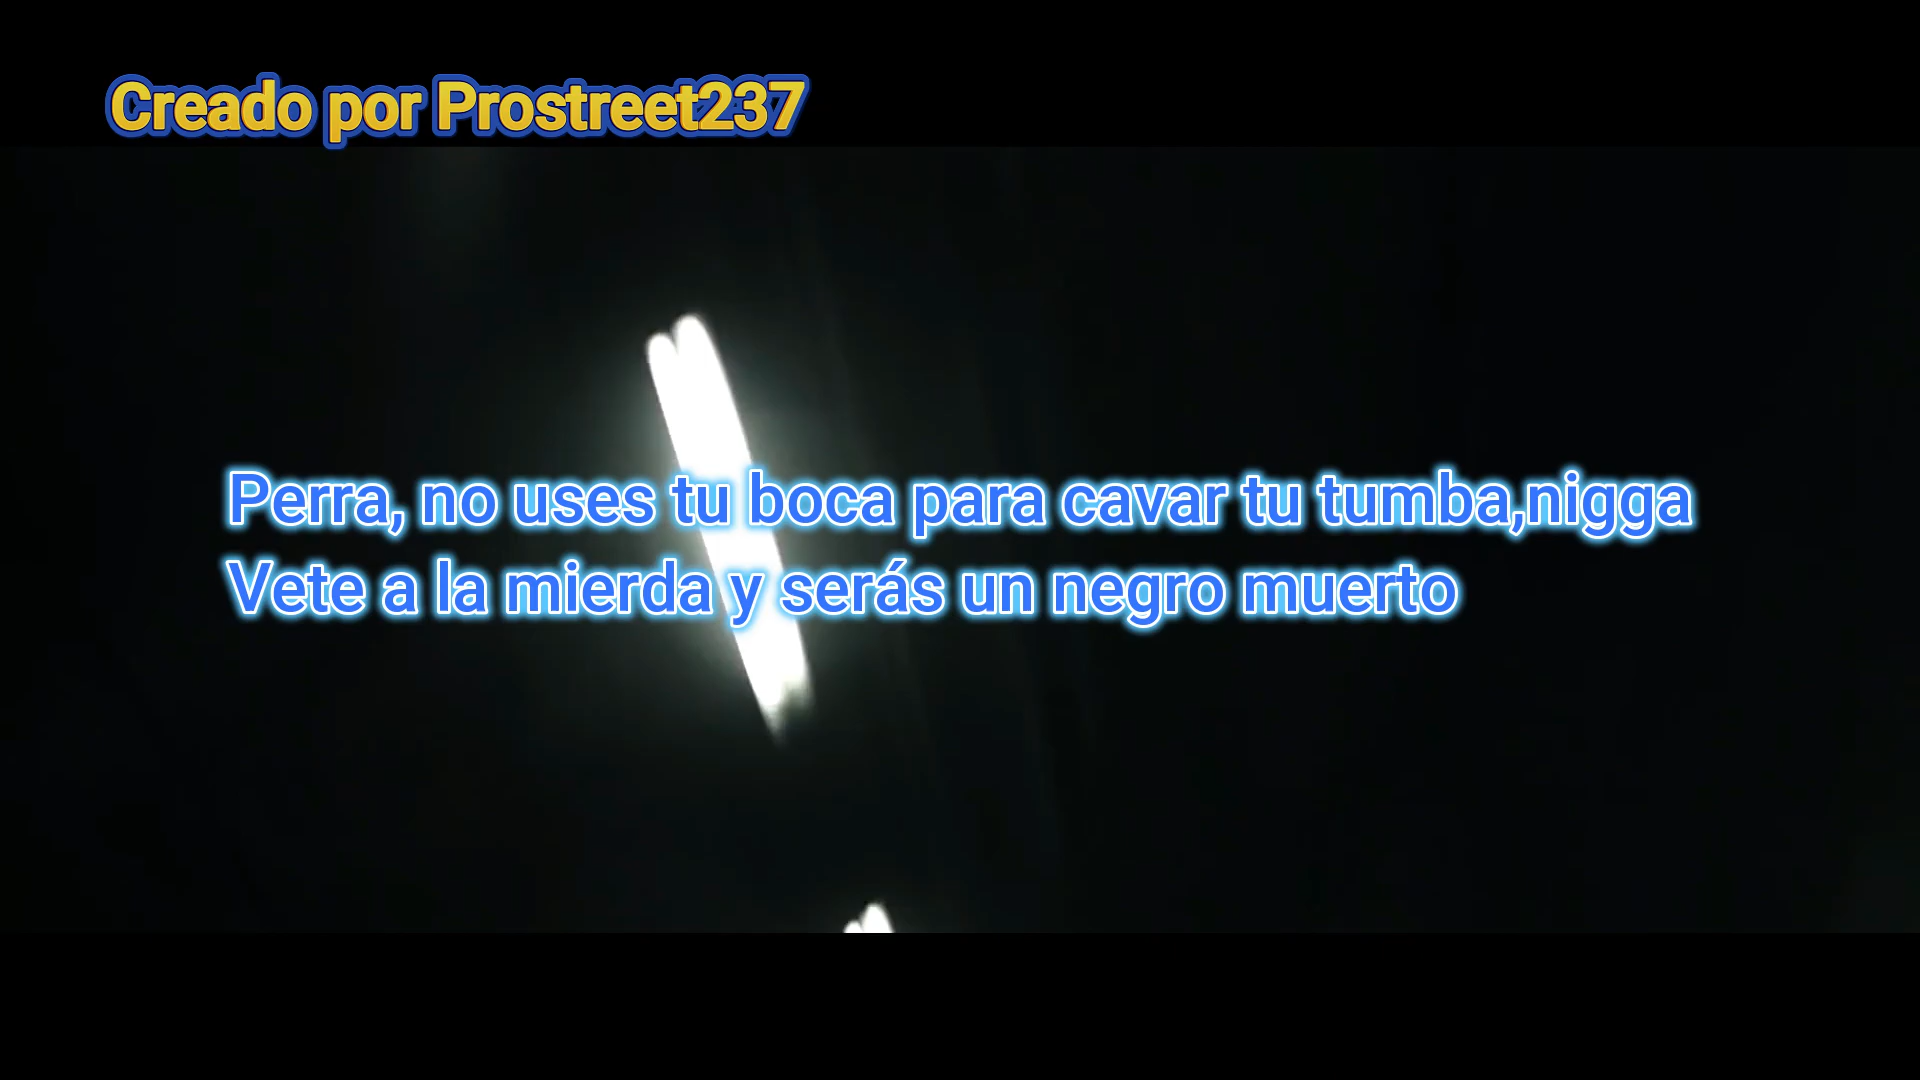 Creado por Prostreet237
Perra, no uses tu boca para cavar tu tumba,nigga
Vete a la mierda y serás un negro muerto